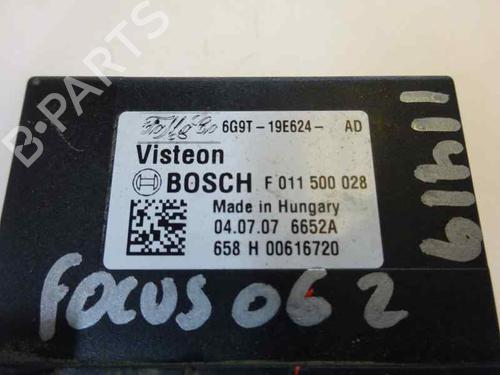 B-PARTS
6G9T-19E624- AD
Visteon
BOSCH F 011 500 028
Made in Hungary
04.07.07 6652A
658 H 00616720
FOCUS 06 2